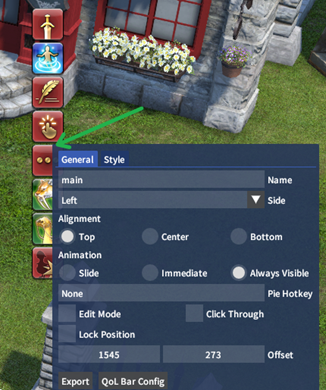 General Style
main Name
Left Side
Alignment
Top Center Bottom
Animation
Slide Immediate Always Visible
None Pie Hotkey
Edit Mode Click Through
Lock Position
1545 273 Offset
Export QoL Bar Config